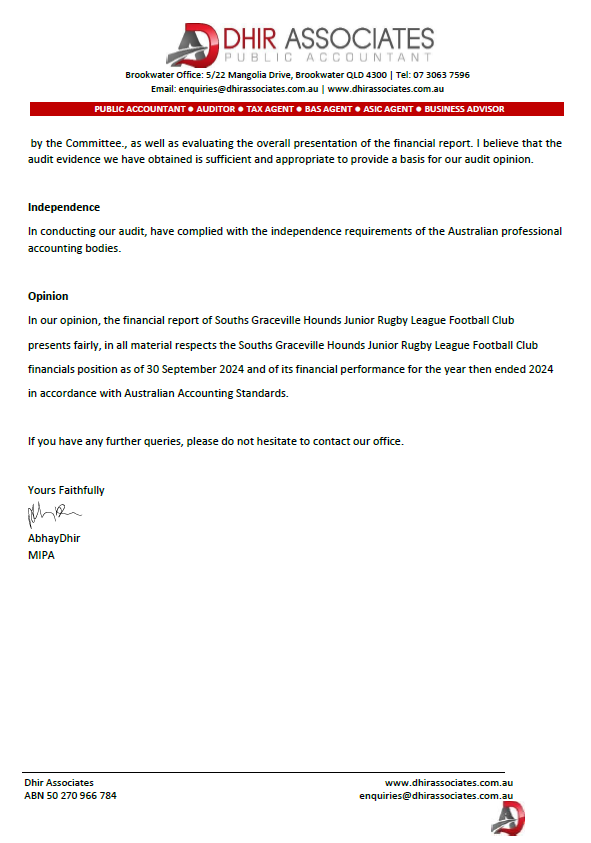 DHIR ASSOCIATES
PUBLIC ACCOUNTANT
Brookwater Office: 5/22 Mangolia Drive, Brookwater QLD 4300 | Tel: 07 3063 7596
Email: enquiries@dhirassociates.com.au | www.dhirassociates.com.au
PUBLIC ACCOUNTANT ● AUDITOR ● TAX AGENT ● BAS AGENT ● ASIC AGENT ● BUSINESS ADVISOR
by the Committee., as well as evaluating the overall presentation of the financial report. I believe that the
audit evidence we have obtained is sufficient and appropriate to provide a basis for our audit opinion.
Independence
In conducting our audit, have complied with the independence requirements of the Australian professional
accounting bodies.
Opinion
In our opinion, the financial report of Souths Graceville Hounds Junior Rugby League Football Club
presents fairly, in all material respects the Souths Graceville Hounds Junior Rugby League Football Club
financials position as of 30 September 2024 and of its financial performance for the year then ended 2024
in accordance with Australian Accounting Standards.
If you have any further queries, please do not hesitate to contact our office.
Yours Faithfully
AbhayDhir
MIPA
Dhir Associates
www.dhirassociates.com.au
ABN 50 270 966 784
enquiries@dhirassociates.com.au